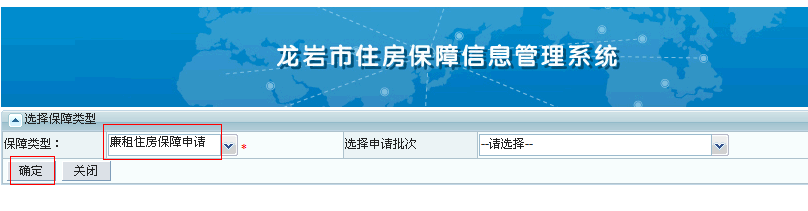 龙岩市住房保障信息管理系统
选择保障类型
保障类型： 廉租住房保障申请 * 选择申请批次 --请选择--
确定 关闭